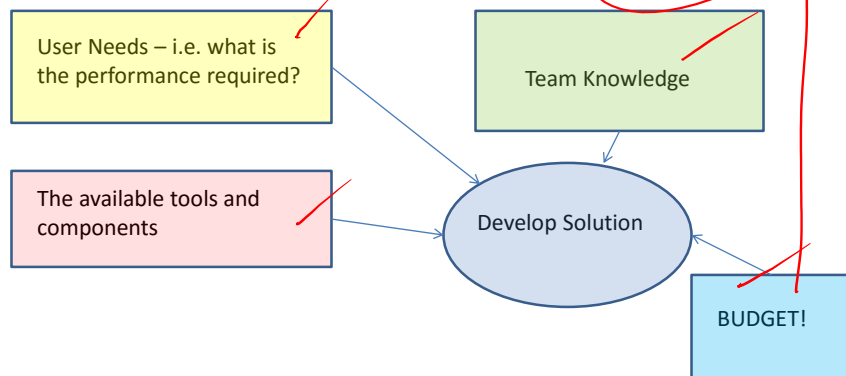 User Needs – i.e. what is
the performance required?
Team Knowledge
The available tools and
components
Develop Solution
BUDGET!